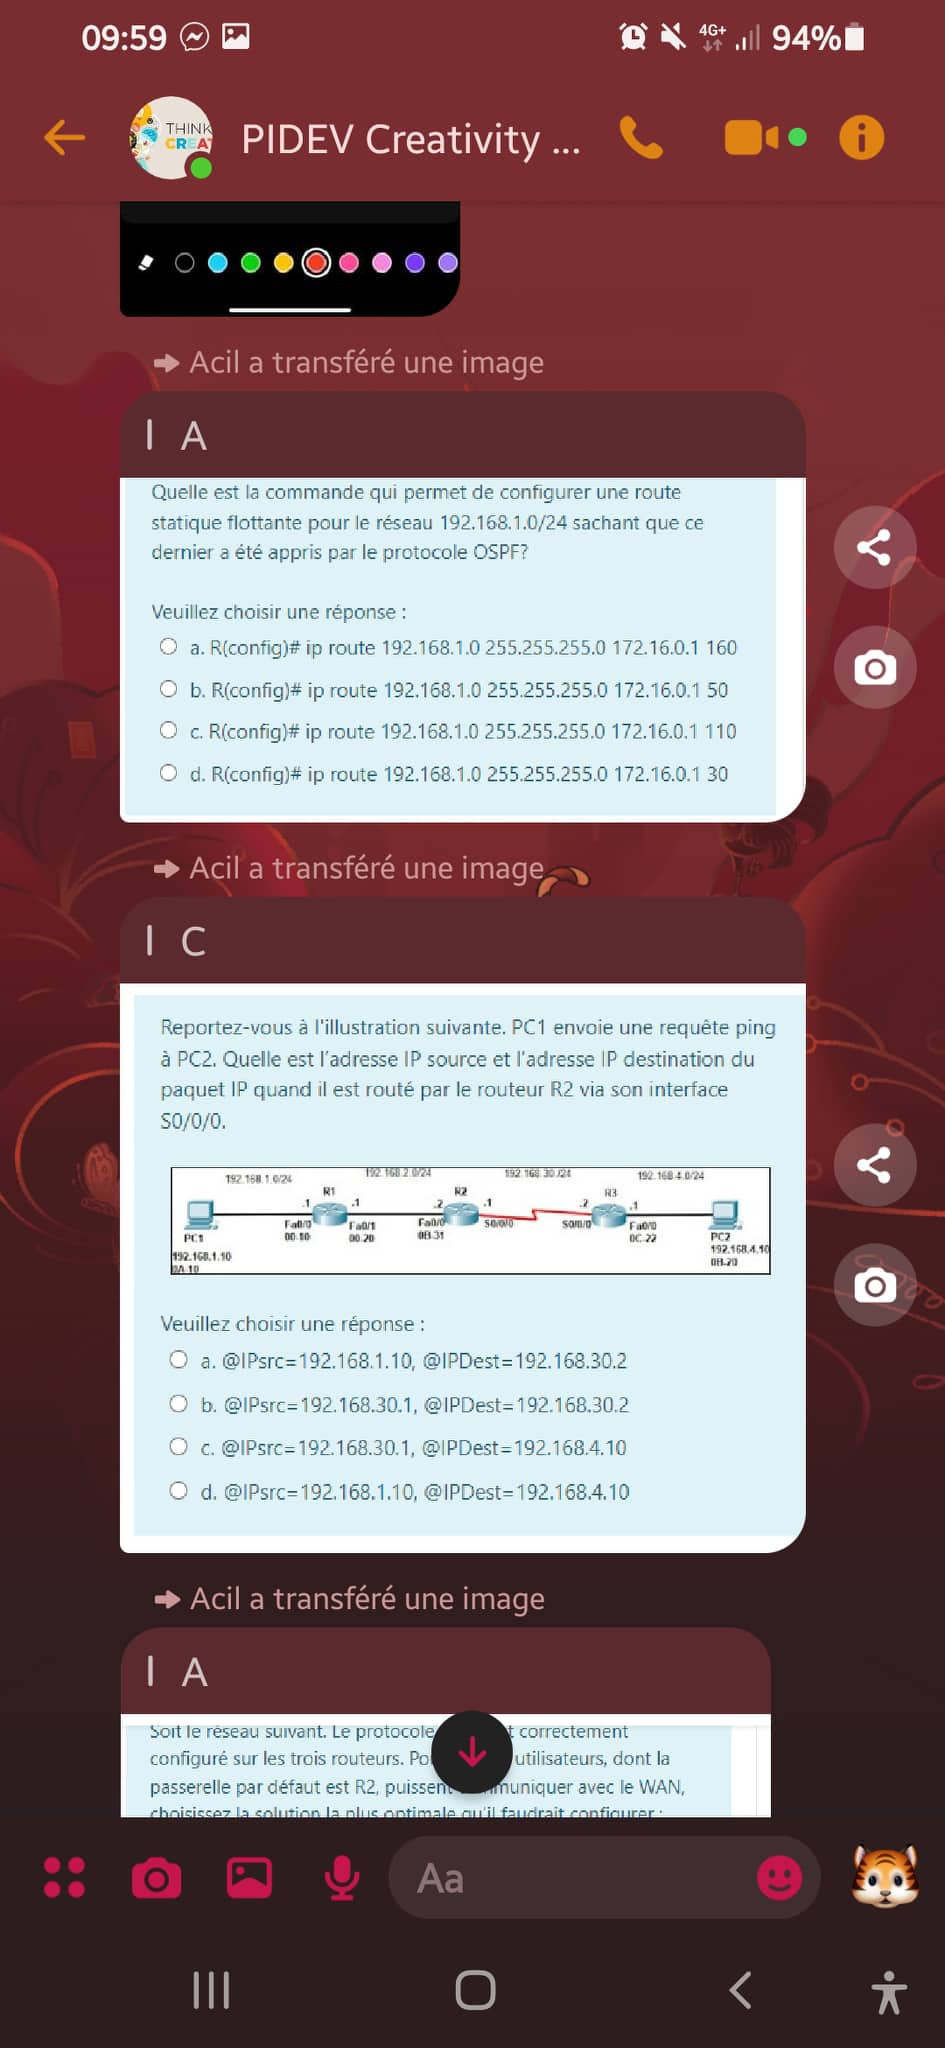 09:59
4G+
94%
THINK
CREA
PIDEV Creativity ...
Acil a transféré une image
I A
Quelle est la commande qui permet de configurer une route
statique flottante pour le réseau 192.168.1.0/24 sachant que ce
dernier a été appris par le protocole OSPF?
Veuillez choisir une réponse :
a. R(config)# ip route 192.168.1.0 255.255.255.0 172.16.0.1 160
b. R(config)# ip route 192.168.1.0 255.255.255.0 172.16.0.1 50
c. R(config)# ip route 192.168.1.0 255.255.255.0 172.16.0.1 110
d. R(config)# ip route 192.168.1.0 255.255.255.0 172.16.0.1 30
Acil a transféré une image
I C
Reportez-vous à l'illustration suivante. PC1 envoie une requête ping
à PC2. Quelle est l'adresse IP source et l'adresse IP destination du
paquet IP quand il est routé par le routeur R2 via son interface
S0/0/0.
192.168.1.0/24 192.168.2.0/24 192.168.30./24 192.168.4.0/24
R1 R2 R3
.1 .1 .2 .1 .2 .1
Fa0/0 Fa0/1 Fa0/0 S0/0/0 S0/0/0 Fa0/0
PC1 00-10 00-20 0B-31 0C-22 PC2
192.168.1.10 192.168.4.10
0A-10 0B-20
Veuillez choisir une réponse :
a. @IPsrc=192.168.1.10, @IPDest=192.168.30.2
b. @IPsrc=192.168.30.1, @IPDest=192.168.30.2
c. @IPsrc=192.168.30.1, @IPDest=192.168.4.10
d. @IPsrc=192.168.1.10, @IPDest=192.168.4.10
Acil a transféré une image
I A
Soit le réseau suivant. Le protocole t correctement
configuré sur les trois routeurs. Po utilisateurs, dont la
passerelle par défaut est R2, puissent muniquer avec le WAN,
choisissez la solution la plus optimale qu'il faudrait configurer :
Aa